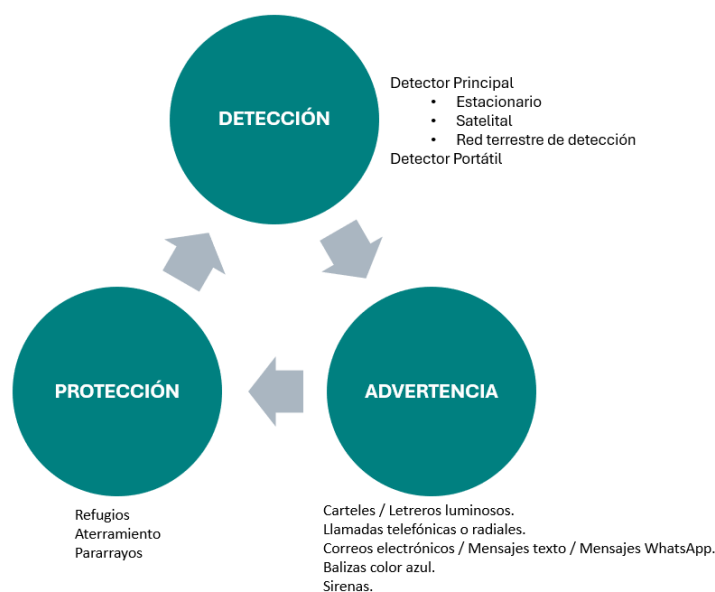 DETECCIÓN
Detector Principal
• Estacionario
• Satelital
• Red terrestre de detección
Detector Portátil
PROTECCIÓN
ADVERTENCIA
Refugios
Aterramiento
Pararrayos
Carteles / Letreros luminosos.
Llamadas telefónicas o radiales.
Correos electrónicos / Mensajes texto / Mensajes WhatsApp.
Balizas color azul.
Sirenas.